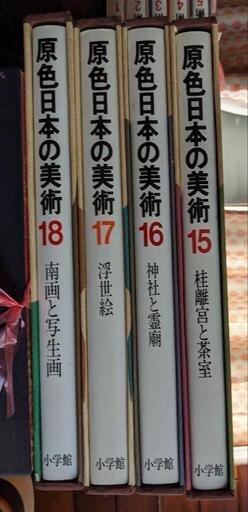 原色日本の美術
18
南画と写生画
小学館
原色日本の美術
17
浮世絵
小学館
原色日本の美術
16
神社と霊廟
小学館
原色日本の美術
15
桂離宮と茶室
小学館